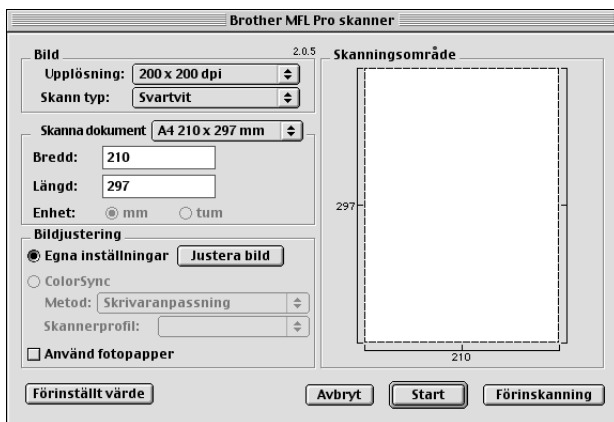 Brother MFL Pro skanner
Bild 2.0.5
Upplösning: 200 x 200 dpi
Skann typ: Svartvit
Skanna dokument A4 210 x 297 mm
Bredd: 210
Längd: 297
Enhet: mm tum
Bildjustering
Egna inställningar Justera bild
ColorSync
Metod: Skrivaranpassning
Skannerprofil:
Använd fotopapper
Skanningsområde
297
210
Förinställt värde Avbryt Start Förinskanning